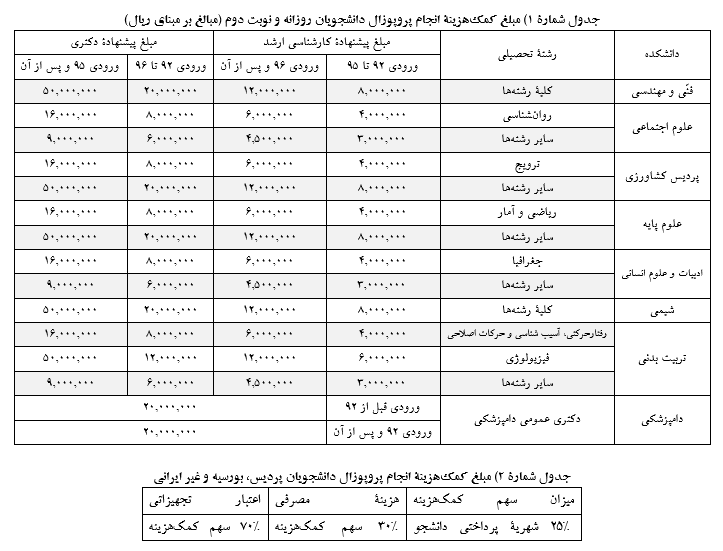 جدول شمارهٔ ۱) مبلغ کمک‌هزینهٔ انجام پروپوزال دانشجویان روزانه و نوبت دوم (مبالغ بر مبنای ریال)
دانشکده رشتهٔ تحصیلی مبلغ پیشنهادهٔ کارشناسی ارشد مبلغ پیشنهادهٔ دکتری
ورودی ۹۲ تا ۹۵ ورودی ۹۶ و پس از آن ورودی ۹۲ تا ۹۶ ورودی ۹۵ و پس از آن
فنّی و مهندسی کلیهٔ رشته‌ها ۸,۰۰۰,۰۰۰ ۱۲,۰۰۰,۰۰۰ ۲۰,۰۰۰,۰۰۰ ۵۰,۰۰۰,۰۰۰
علوم اجتماعی روان‌شناسی ۴,۰۰۰,۰۰۰ ۶,۰۰۰,۰۰۰ ۸,۰۰۰,۰۰۰ ۱۶,۰۰۰,۰۰۰
سایر رشته‌ها ۳,۰۰۰,۰۰۰ ۴,۵۰۰,۰۰۰ ۶,۰۰۰,۰۰۰ ۹,۰۰۰,۰۰۰
پردیس کشاورزی ترویج ۴,۰۰۰,۰۰۰ ۶,۰۰۰,۰۰۰ ۸,۰۰۰,۰۰۰ ۱۶,۰۰۰,۰۰۰
سایر رشته‌ها ۸,۰۰۰,۰۰۰ ۱۲,۰۰۰,۰۰۰ ۲۰,۰۰۰,۰۰۰ ۵۰,۰۰۰,۰۰۰
علوم پایه ریاضی و آمار ۴,۰۰۰,۰۰۰ ۶,۰۰۰,۰۰۰ ۸,۰۰۰,۰۰۰ ۱۶,۰۰۰,۰۰۰
سایر رشته‌ها ۸,۰۰۰,۰۰۰ ۱۲,۰۰۰,۰۰۰ ۲۰,۰۰۰,۰۰۰ ۵۰,۰۰۰,۰۰۰
ادبیات و علوم انسانی جغرافیا ۴,۰۰۰,۰۰۰ ۶,۰۰۰,۰۰۰ ۸,۰۰۰,۰۰۰ ۱۶,۰۰۰,۰۰۰
سایر رشته‌ها ۳,۰۰۰,۰۰۰ ۴,۵۰۰,۰۰۰ ۶,۰۰۰,۰۰۰ ۹,۰۰۰,۰۰۰
شیمی کلیهٔ رشته‌ها ۸,۰۰۰,۰۰۰ ۱۲,۰۰۰,۰۰۰ ۲۰,۰۰۰,۰۰۰ ۵۰,۰۰۰,۰۰۰
تربیت بدنی رفتارحرکتی، آسیب شناسی و حرکات اصلاحی ۴,۰۰۰,۰۰۰ ۶,۰۰۰,۰۰۰ ۸,۰۰۰,۰۰۰ ۱۶,۰۰۰,۰۰۰
فیزیولوژی ۶,۰۰۰,۰۰۰ ۱۲,۰۰۰,۰۰۰ ۱۲,۰۰۰,۰۰۰ ۵۰,۰۰۰,۰۰۰
سایر رشته‌ها ۳,۰۰۰,۰۰۰ ۴,۵۰۰,۰۰۰ ۶,۰۰۰,۰۰۰ ۹,۰۰۰,۰۰۰
دامپزشکی دکتری عمومی دامپزشکی ورودی قبل از ۹۲ ۲۰,۰۰۰,۰۰۰
ورودی ۹۲ و پس از آن ۲۰,۰۰۰,۰۰۰
جدول شمارهٔ ۲) مبلغ کمک‌هزینهٔ انجام پروپوزال دانشجویان پردیس، بورسیه و غیر ایرانی
میزان سهم کمک‌هزینه هزینهٔ مصرفی اعتبار تجهیزاتی
۲۵٪ شهریهٔ پرداختی دانشجو ۳۰٪ سهم کمک‌هزینه ۷۰٪ سهم کمک‌هزینه